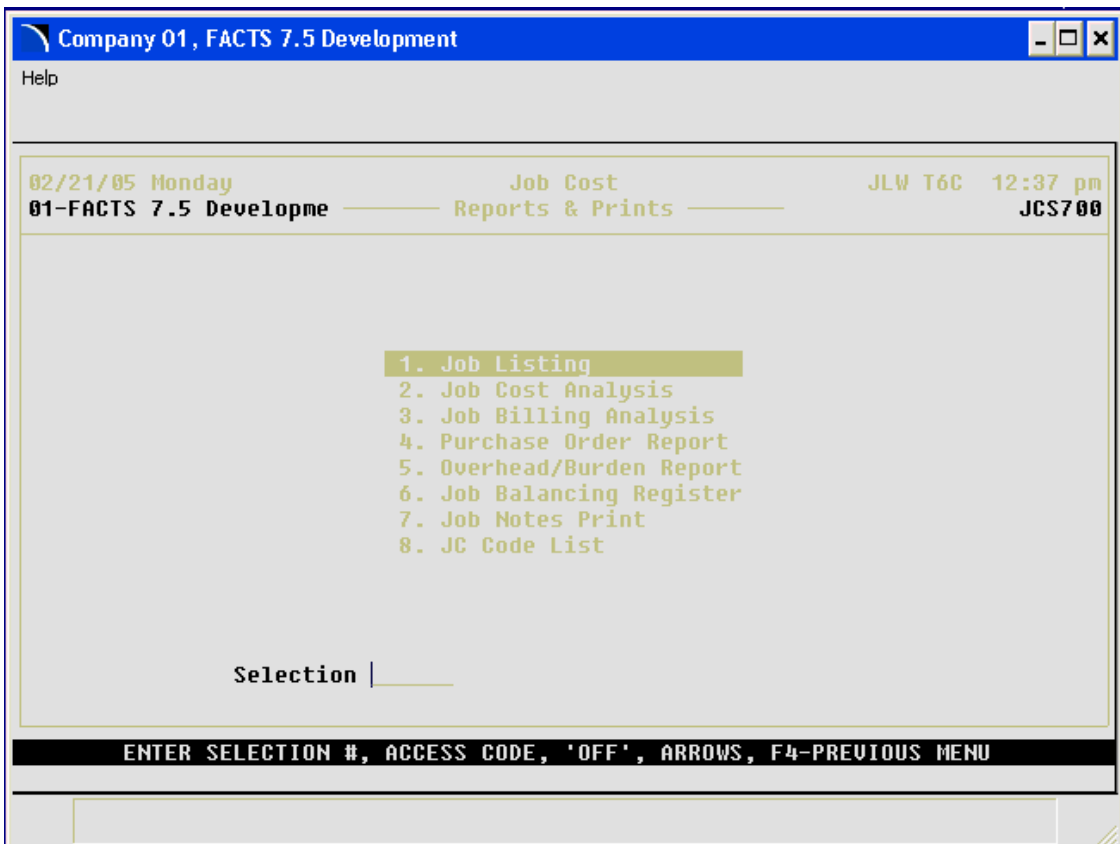 Company 01, FACTS 7.5 Development
Help
02/21/05 Monday Job Cost JLW T6C 12:37 pm
01-FACTS 7.5 Developme Reports & Prints JCS700
1. Job Listing
2. Job Cost Analysis
3. Job Billing Analysis
4. Purchase Order Report
5. Overhead/Burden Report
6. Job Balancing Register
7. Job Notes Print
8. JC Code List
Selection
ENTER SELECTION #, ACCESS CODE, 'OFF', ARROWS, F4-PREVIOUS MENU